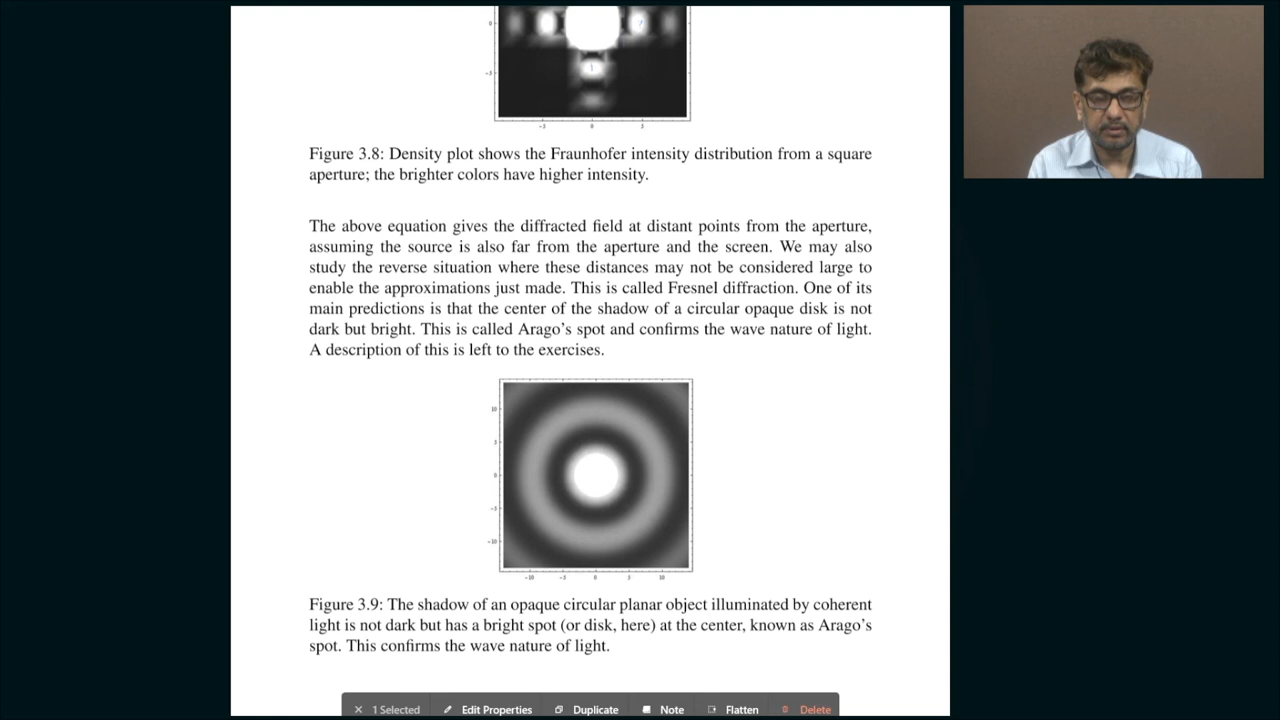 0
-3
-3 0 3
Figure 3.8: Density plot shows the Fraunhofer intensity distribution from a square
aperture; the brighter colors have higher intensity.
The above equation gives the diffracted field at distant points from the aperture,
assuming the source is also far from the aperture and the screen. We may also
study the reverse situation where these distances may not be considered large to
enable the approximations just made. This is called Fresnel diffraction. One of its
main predictions is that the center of the shadow of a circular opaque disk is not
dark but bright. This is called Arago's spot and confirms the wave nature of light.
A description of this is left to the exercises.
10
5
0
-5
-10
-10 -5 0 5 10
Figure 3.9: The shadow of an opaque circular planar object illuminated by coherent
light is not dark but has a bright spot (or disk, here) at the center, known as Arago's
spot. This confirms the wave nature of light.
1 Selected Edit Properties Duplicate Note Flatten Delete